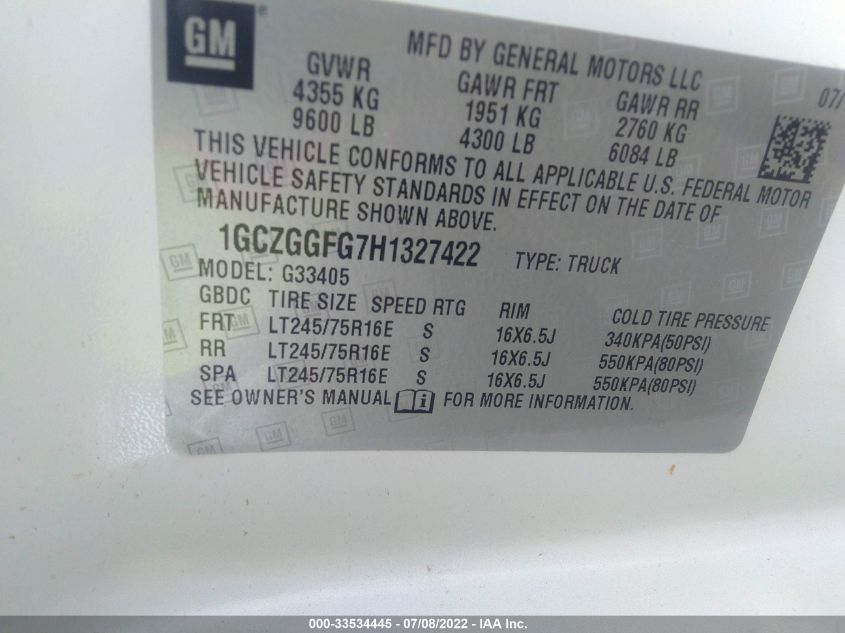 GM
MFD BY GENERAL MOTORS LLC
07/
GVWR GAWR FRT GAWR RR
4355 KG 1951 KG 2760 KG
9600 LB 4300 LB 6084 LB
THIS VEHICLE CONFORMS TO ALL APPLICABLE U.S. FEDERAL MOTOR
VEHICLE SAFETY STANDARDS IN EFFECT ON THE DATE OF
MANUFACTURE SHOWN ABOVE.
1GCZGGFG7H1327422 TYPE: TRUCK
MODEL: G33405
GBDC TIRE SIZE SPEED RTG RIM COLD TIRE PRESSURE
FRT LT245/75R16E S 16X6.5J 340KPA(50PSI)
RR LT245/75R16E S 16X6.5J 550KPA(80PSI)
SPA LT245/75R16E S 16X6.5J 550KPA(80PSI)
SEE OWNER'S MANUAL i FOR MORE INFORMATION.
000-33534445 - 07/08/2022 - IAA Inc.